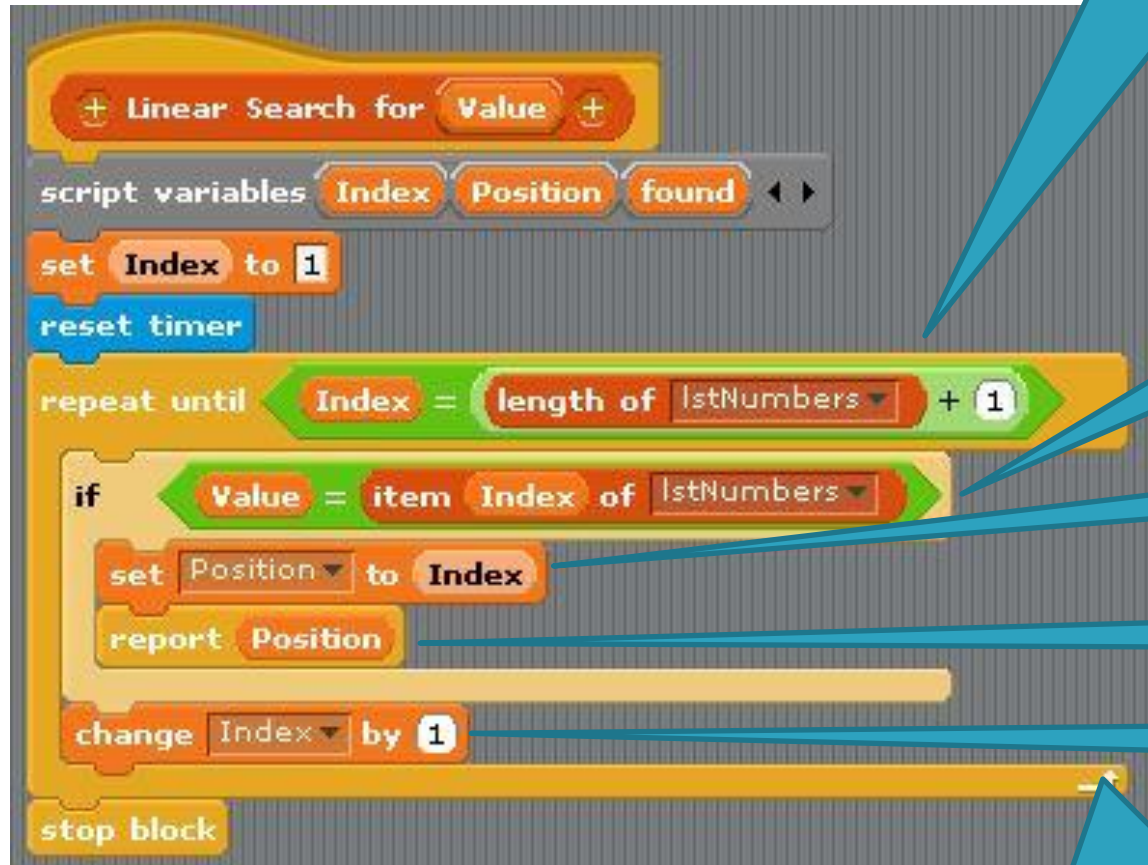 + Linear Search for Value +
script variables Index Position found
set Index to 1
reset timer
repeat until Index = length of lstNumbers + 1
if Value = item Index of lstNumbers
set Position to Index
report Position
change Index by 1
stop block